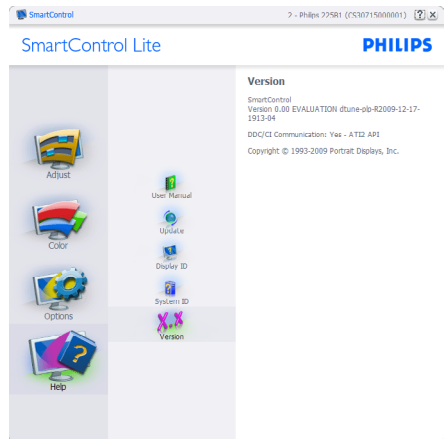 SmartControl
2 - Philips 225B1 (CS30715000001)
SmartControl Lite
PHILIPS
Adjust
Color
Options
Help
User Manual
Update
Display ID
System ID
X.X
Version
Version
SmartControl
Version 0.00 EVALUATION dtune-plp-R2009-12-17-
1913-04
DDC/CI Communication: Yes - ATI2 API
Copyright © 1993-2009 Portrait Displays, Inc.